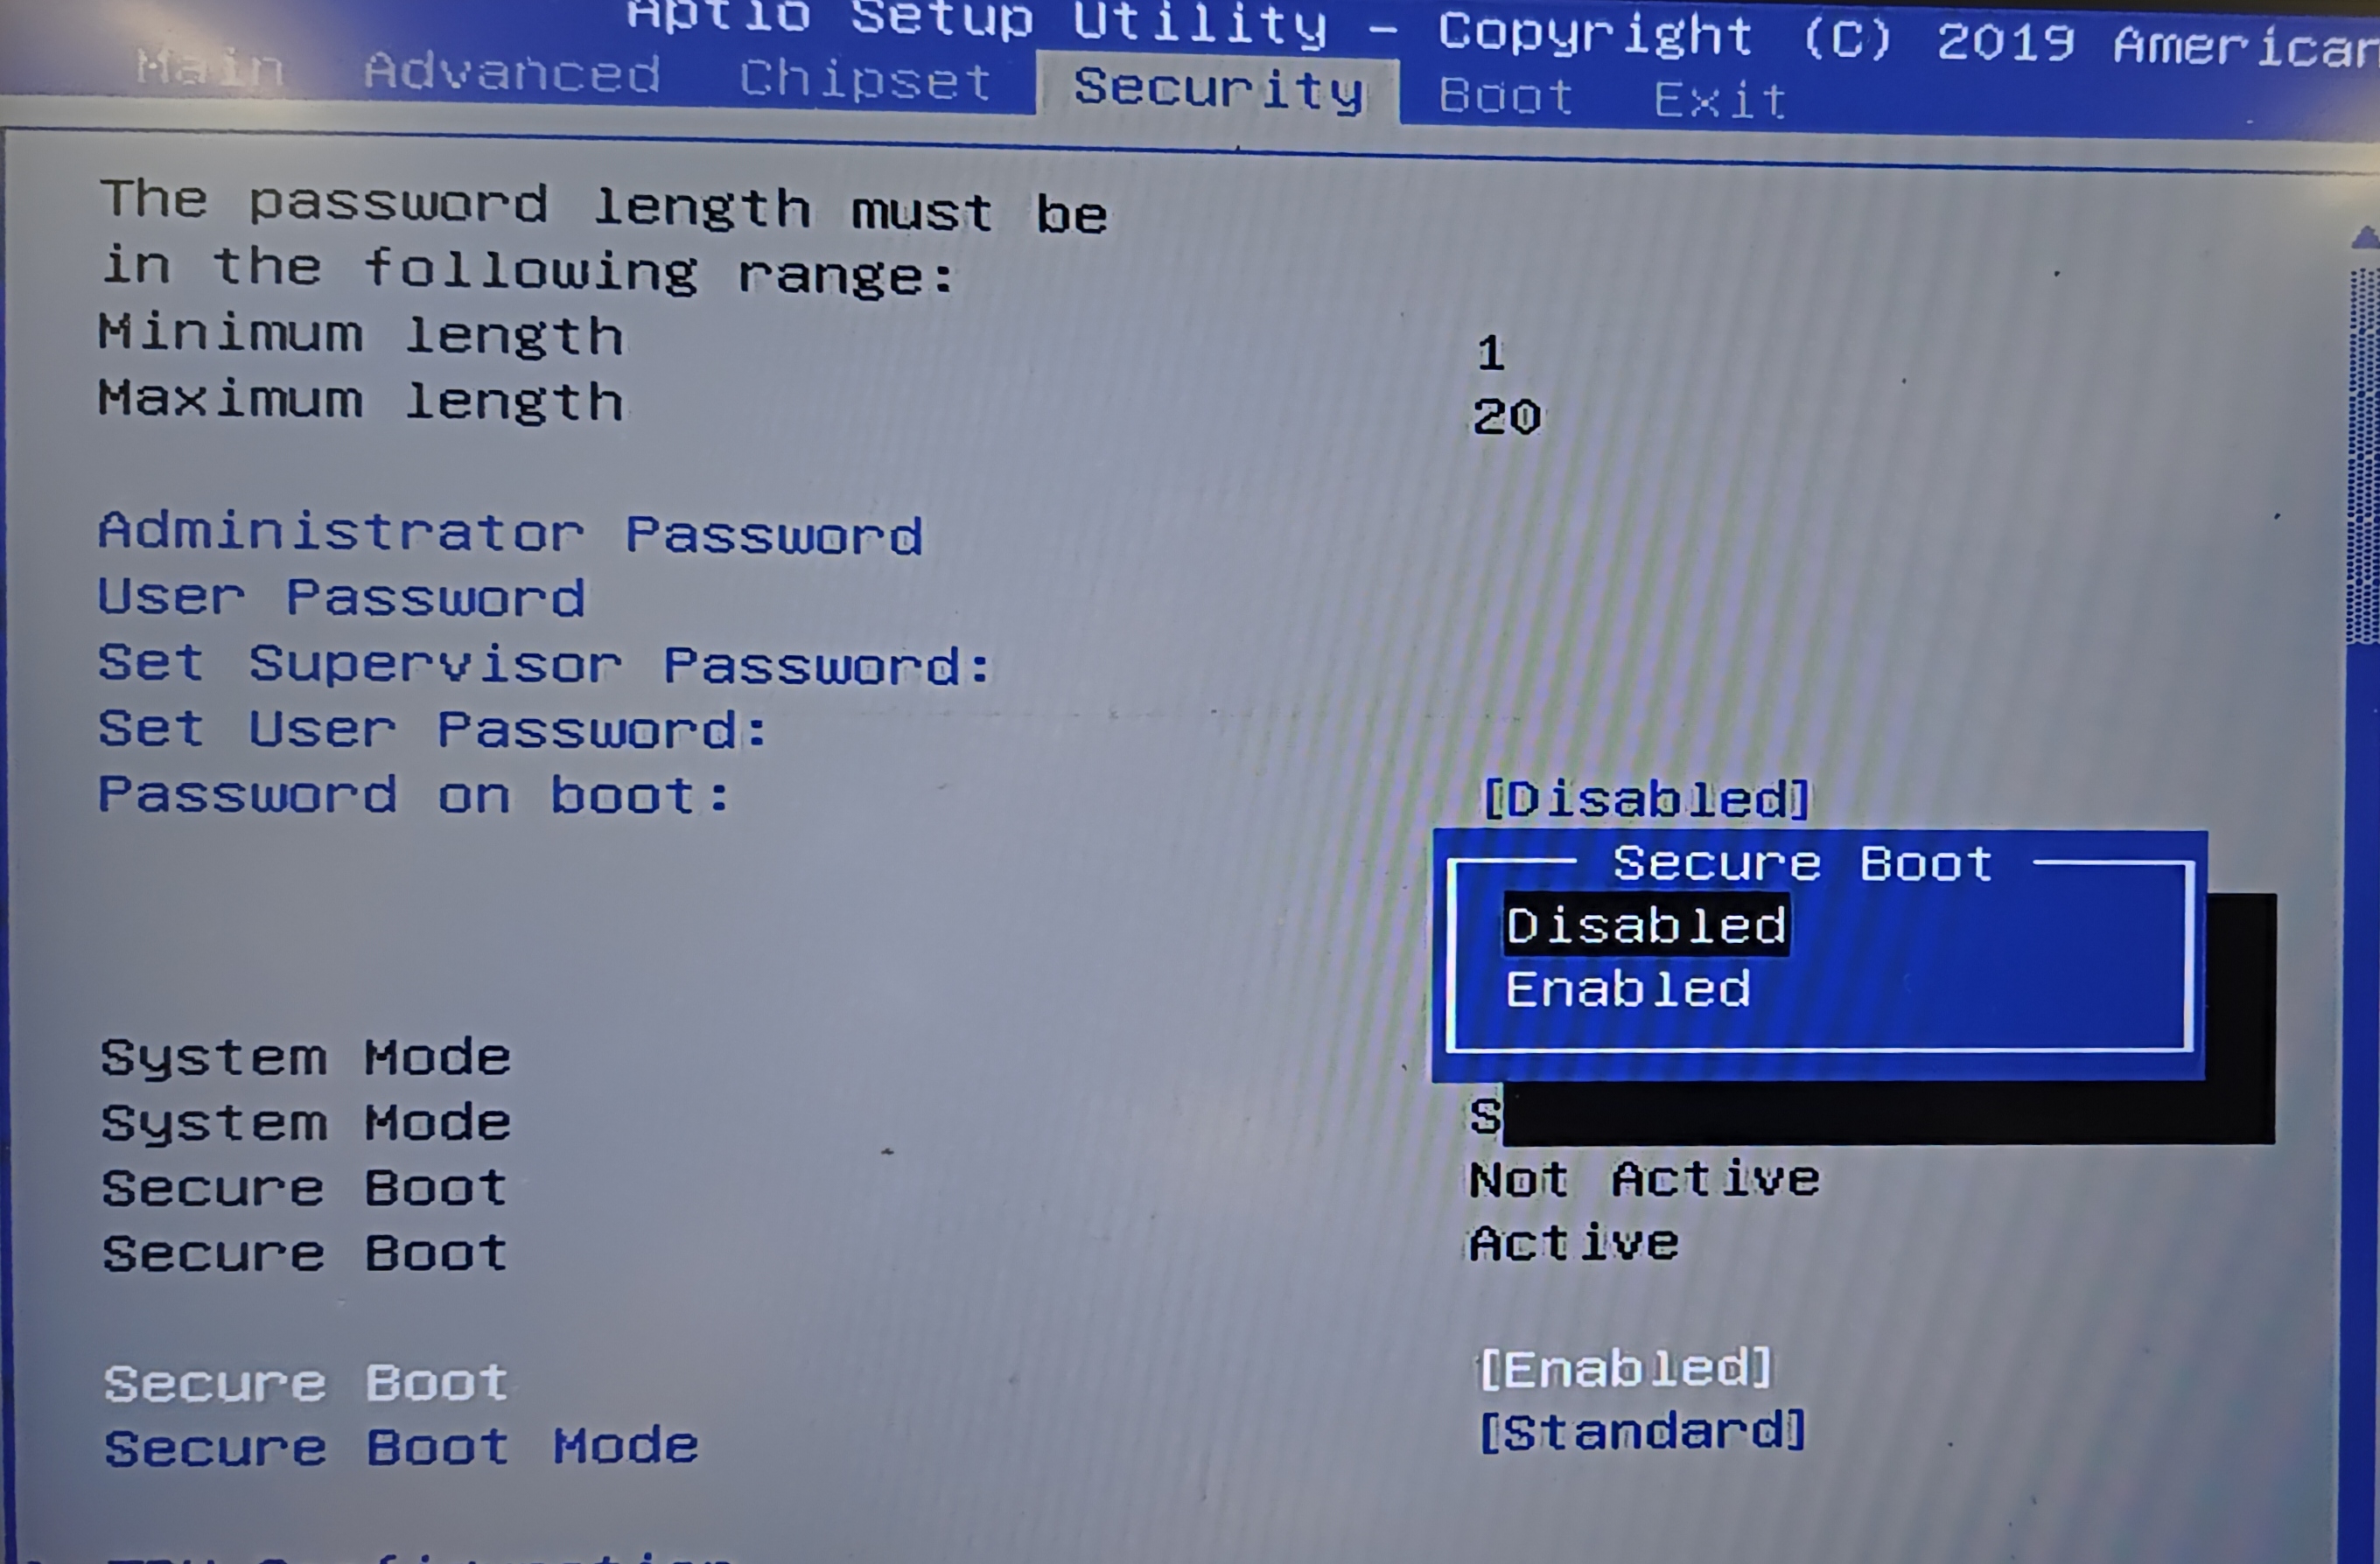 Aptio Setup Utility - Copyright (C) 2019 American
Main Advanced Chipset Security Boot Exit
The password length must be
in the following range:
Minimum length 1
Maximum length 20
Administrator Password
User Password
Set Supervisor Password:
Set User Password:
Password on boot: [Disabled]
Secure Boot
Disabled
Enabled
System Mode
System Mode S
Secure Boot Not Active
Secure Boot Active
Secure Boot [Enabled]
Secure Boot Mode [Standard]